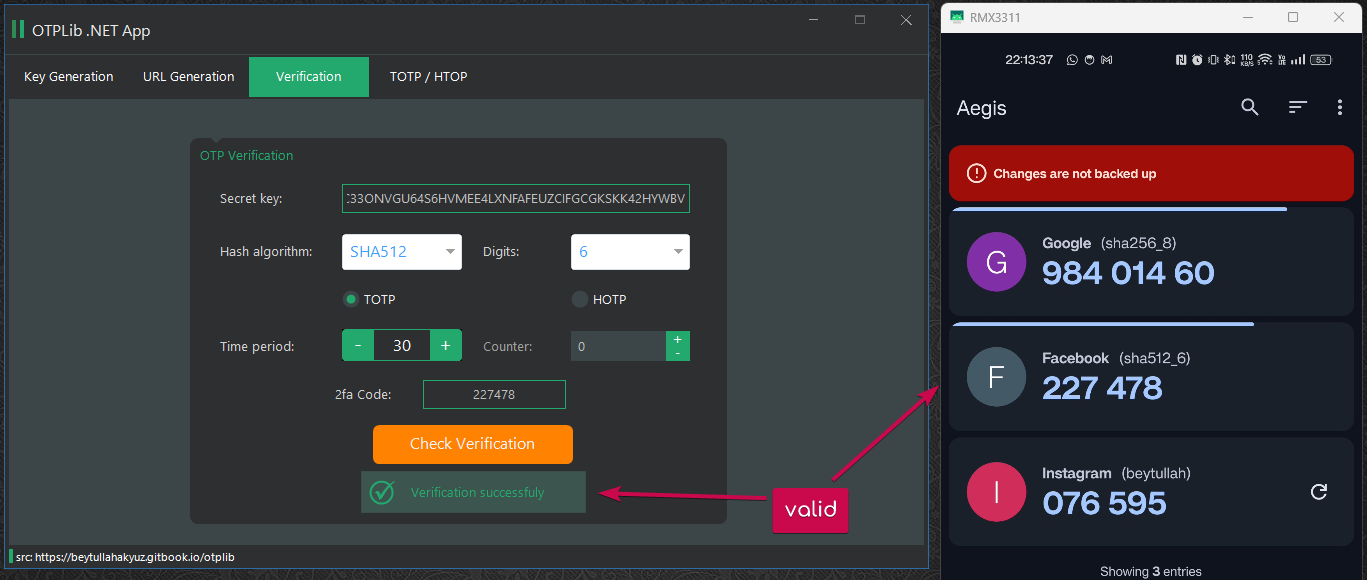 OTPLib .NET App
Key Generation URL Generation Verification TOTP / HTOP
OTP Verification
Secret key: 33ONVGU64S6HVMEE4LXNFAFEUZCIFGCGKSKK42HYWBV
Hash algorithm: SHA512 Digits: 6
TOTP HOTP
Time period: - 30 + Counter: 0 + -
2fa Code: 227478
Check Verification
Verification successfuly
src: https://beytullahakyuz.gitbook.io/otplib
valid
RMX3311
22:13:37 110 KB/S 53
Aegis
Changes are not backed up
G Google (sha256_8)
984 014 60
F Facebook (sha512_6)
227 478
I Instagram (beytullah)
076 595
Showing 3 entries